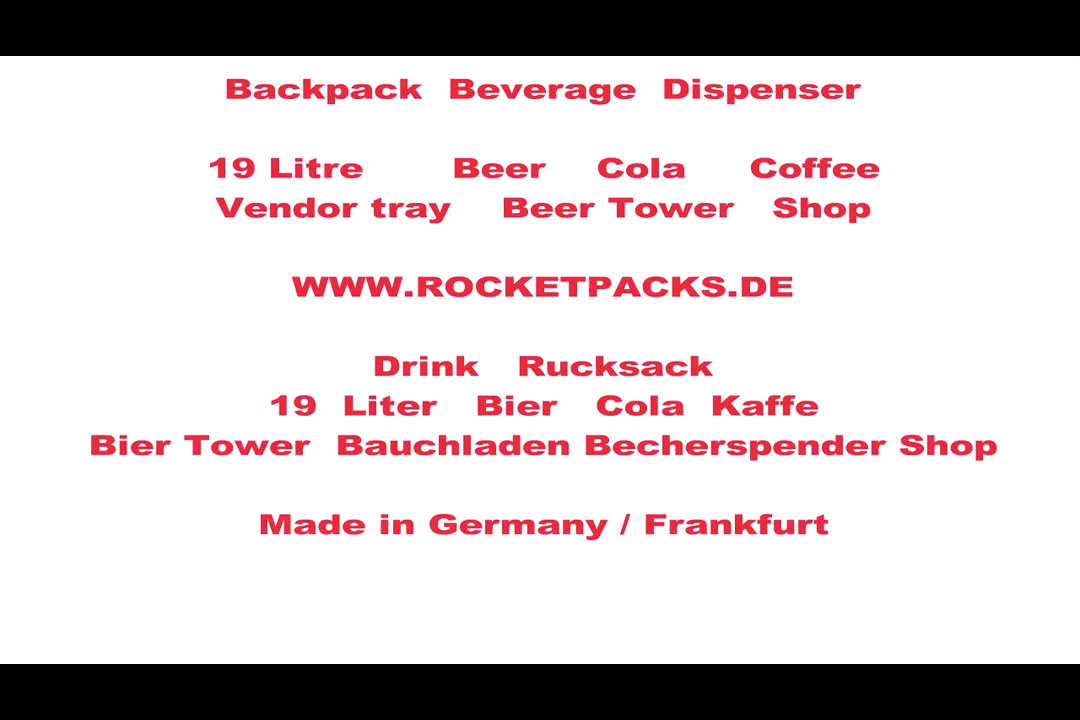 Backpack Beverage Dispenser
19 Litre Beer Cola Coffee
Vendor tray Beer Tower Shop
WWW.ROCKETPACKS.DE
Drink Rucksack
19 Liter Bier Cola Kaffe
Bier Tower Bauchladen Becherspender Shop
Made in Germany / Frankfurt